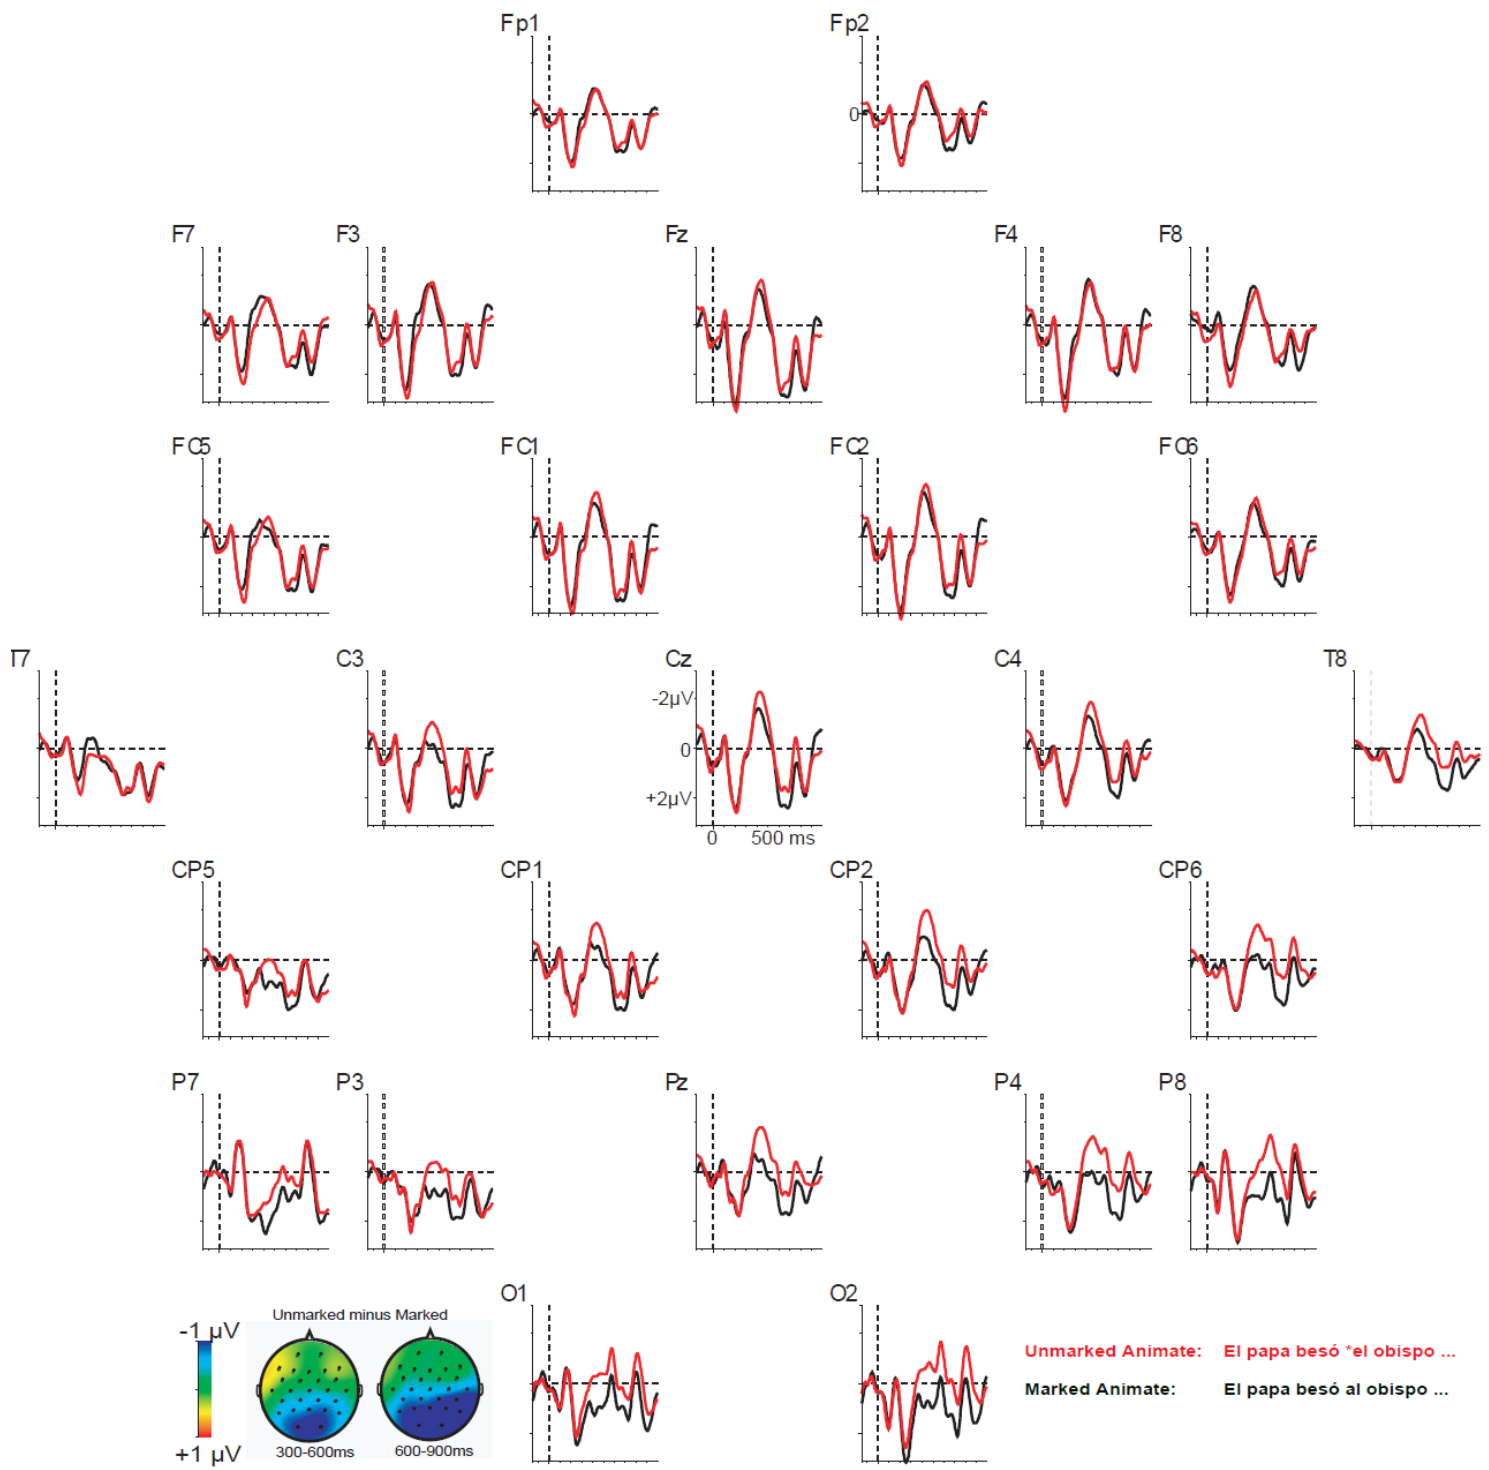 Fp1 Fp2
0
F7 F3 Fz F4 F8
FC5 FC1 FC2 FC6
T7 C3 Cz C4 T8
-2µV
0
+2µV
0 500 ms
CP5 CP1 CP2 CP6
P7 P3 Pz P4 P8
O1 O2
Unmarked minus Marked
-1 µV
+1 µV
300-600ms 600-900ms
Unmarked Animate: El papa besó *el obispo ...
Marked Animate: El papa besó al obispo ...